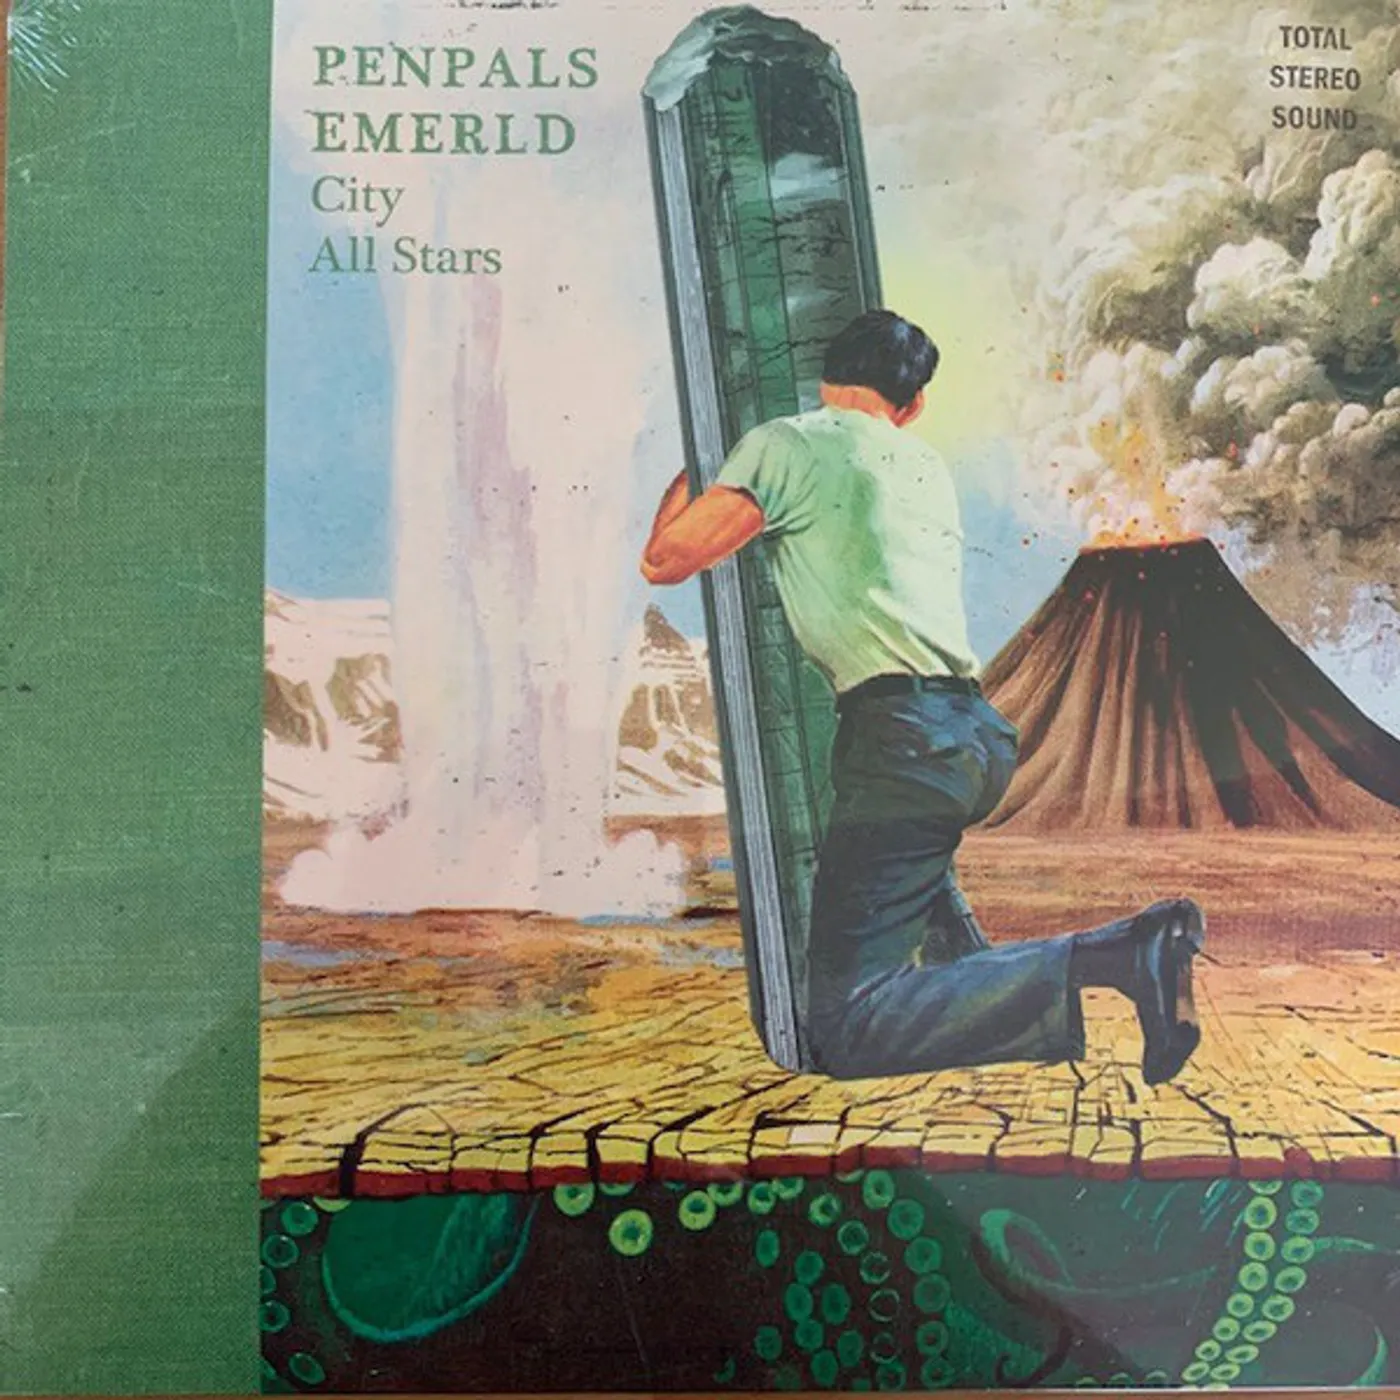 PENPALS
EMERLD
City
All Stars
TOTAL
STEREO
SOUND